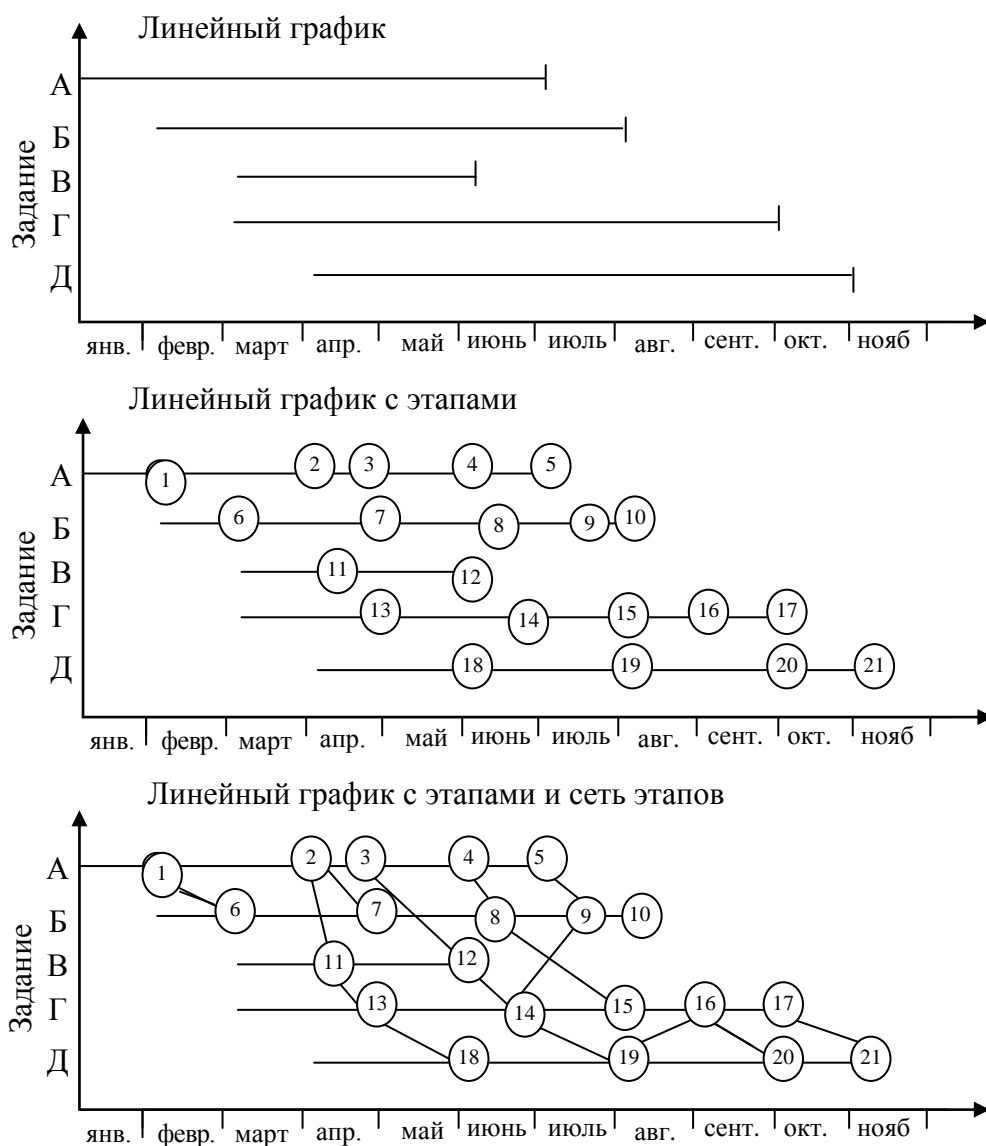 Линейный график
Задание
А
Б
В
Г
Д
янв. февр. март апр. май июнь июль авг. сент. окт. нояб
Линейный график с этапами
Задание
А 1 2 3 4 5
Б 6 7 8 9 10
В 11 12
Г 13 14 15 16 17
Д 18 19 20 21
янв. февр. март апр. май июнь июль авг. сент. окт. нояб
Линейный график с этапами и сеть этапов
Задание
А 1 2 3 4 5
Б 6 7 8 9 10
В 11 12
Г 13 14 15 16 17
Д 18 19 20 21
янв. февр. март апр. май июнь июль авг. сент. окт. нояб